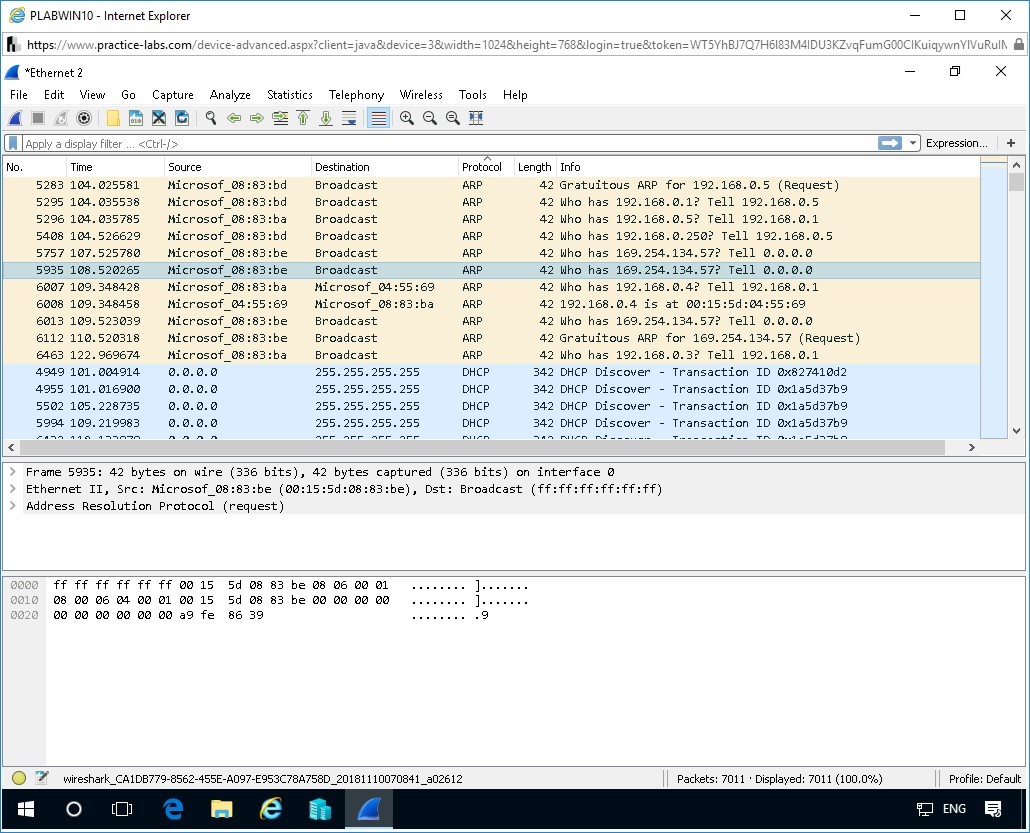 PLABWIN10 - Internet Explorer
*Ethernet 2
File Edit View Go Capture Analyze Statistics Telephony Wireless Tools Help
Apply a display filter ... <Ctrl-/> Expression... +
No. Time Source Destination Protocol Length Info
5283 104.025581 Microsof_08:83:bd Broadcast ARP 42 Gratuitous ARP for 192.168.0.5 (Request)
5295 104.035538 Microsof_08:83:bd Broadcast ARP 42 Who has 192.168.0.1? Tell 192.168.0.5
5296 104.035785 Microsof_08:83:ba Broadcast ARP 42 Who has 192.168.0.5? Tell 192.168.0.1
5408 104.526629 Microsof_08:83:bd Broadcast ARP 42 Who has 192.168.0.250? Tell 192.168.0.5
5757 107.525780 Microsof_08:83:be Broadcast ARP 42 Who has 169.254.134.57? Tell 0.0.0.0
5935 108.520265 Microsof_08:83:be Broadcast ARP 42 Who has 169.254.134.57? Tell 0.0.0.0
6007 109.348428 Microsof_08:83:ba Microsof_04:55:69 ARP 42 Who has 192.168.0.4? Tell 192.168.0.1
6008 109.348458 Microsof_04:55:69 Microsof_08:83:ba ARP 42 192.168.0.4 is at 00:15:5d:04:55:69
6013 109.523039 Microsof_08:83:be Broadcast ARP 42 Who has 169.254.134.57? Tell 0.0.0.0
6112 110.520318 Microsof_08:83:be Broadcast ARP 42 Gratuitous ARP for 169.254.134.57 (Request)
6463 122.969674 Microsof_08:83:ba Broadcast ARP 42 Who has 192.168.0.3? Tell 192.168.0.1
4949 101.004914 0.0.0.0 255.255.255.255 DHCP 342 DHCP Discover - Transaction ID 0x827410d2
4955 101.016900 0.0.0.0 255.255.255.255 DHCP 342 DHCP Discover - Transaction ID 0x1a5d37b9
5502 105.228735 0.0.0.0 255.255.255.255 DHCP 342 DHCP Discover - Transaction ID 0x1a5d37b9
5994 109.219983 0.0.0.0 255.255.255.255 DHCP 342 DHCP Discover - Transaction ID 0x1a5d37b9
Frame 5935: 42 bytes on wire (336 bits), 42 bytes captured (336 bits) on interface 0
Ethernet II, Src: Microsof_08:83:be (00:15:5d:08:83:be), Dst: Broadcast (ff:ff:ff:ff:ff:ff)
Address Resolution Protocol (request)
0000 ff ff ff ff ff ff 00 15 5d 08 83 be 08 06 00 01 ........ ].......
0010 08 00 06 04 00 01 00 15 5d 08 83 be 00 00 00 00 ........ ].......
0020 00 00 00 00 00 00 a9 fe 86 39 ........ .9
wireshark_CA1DB779-8562-455E-A097-E953C78A758D_20181110070841_a02612 Packets: 7011 · Displayed: 7011 (100.0%) Profile: Default
ENG